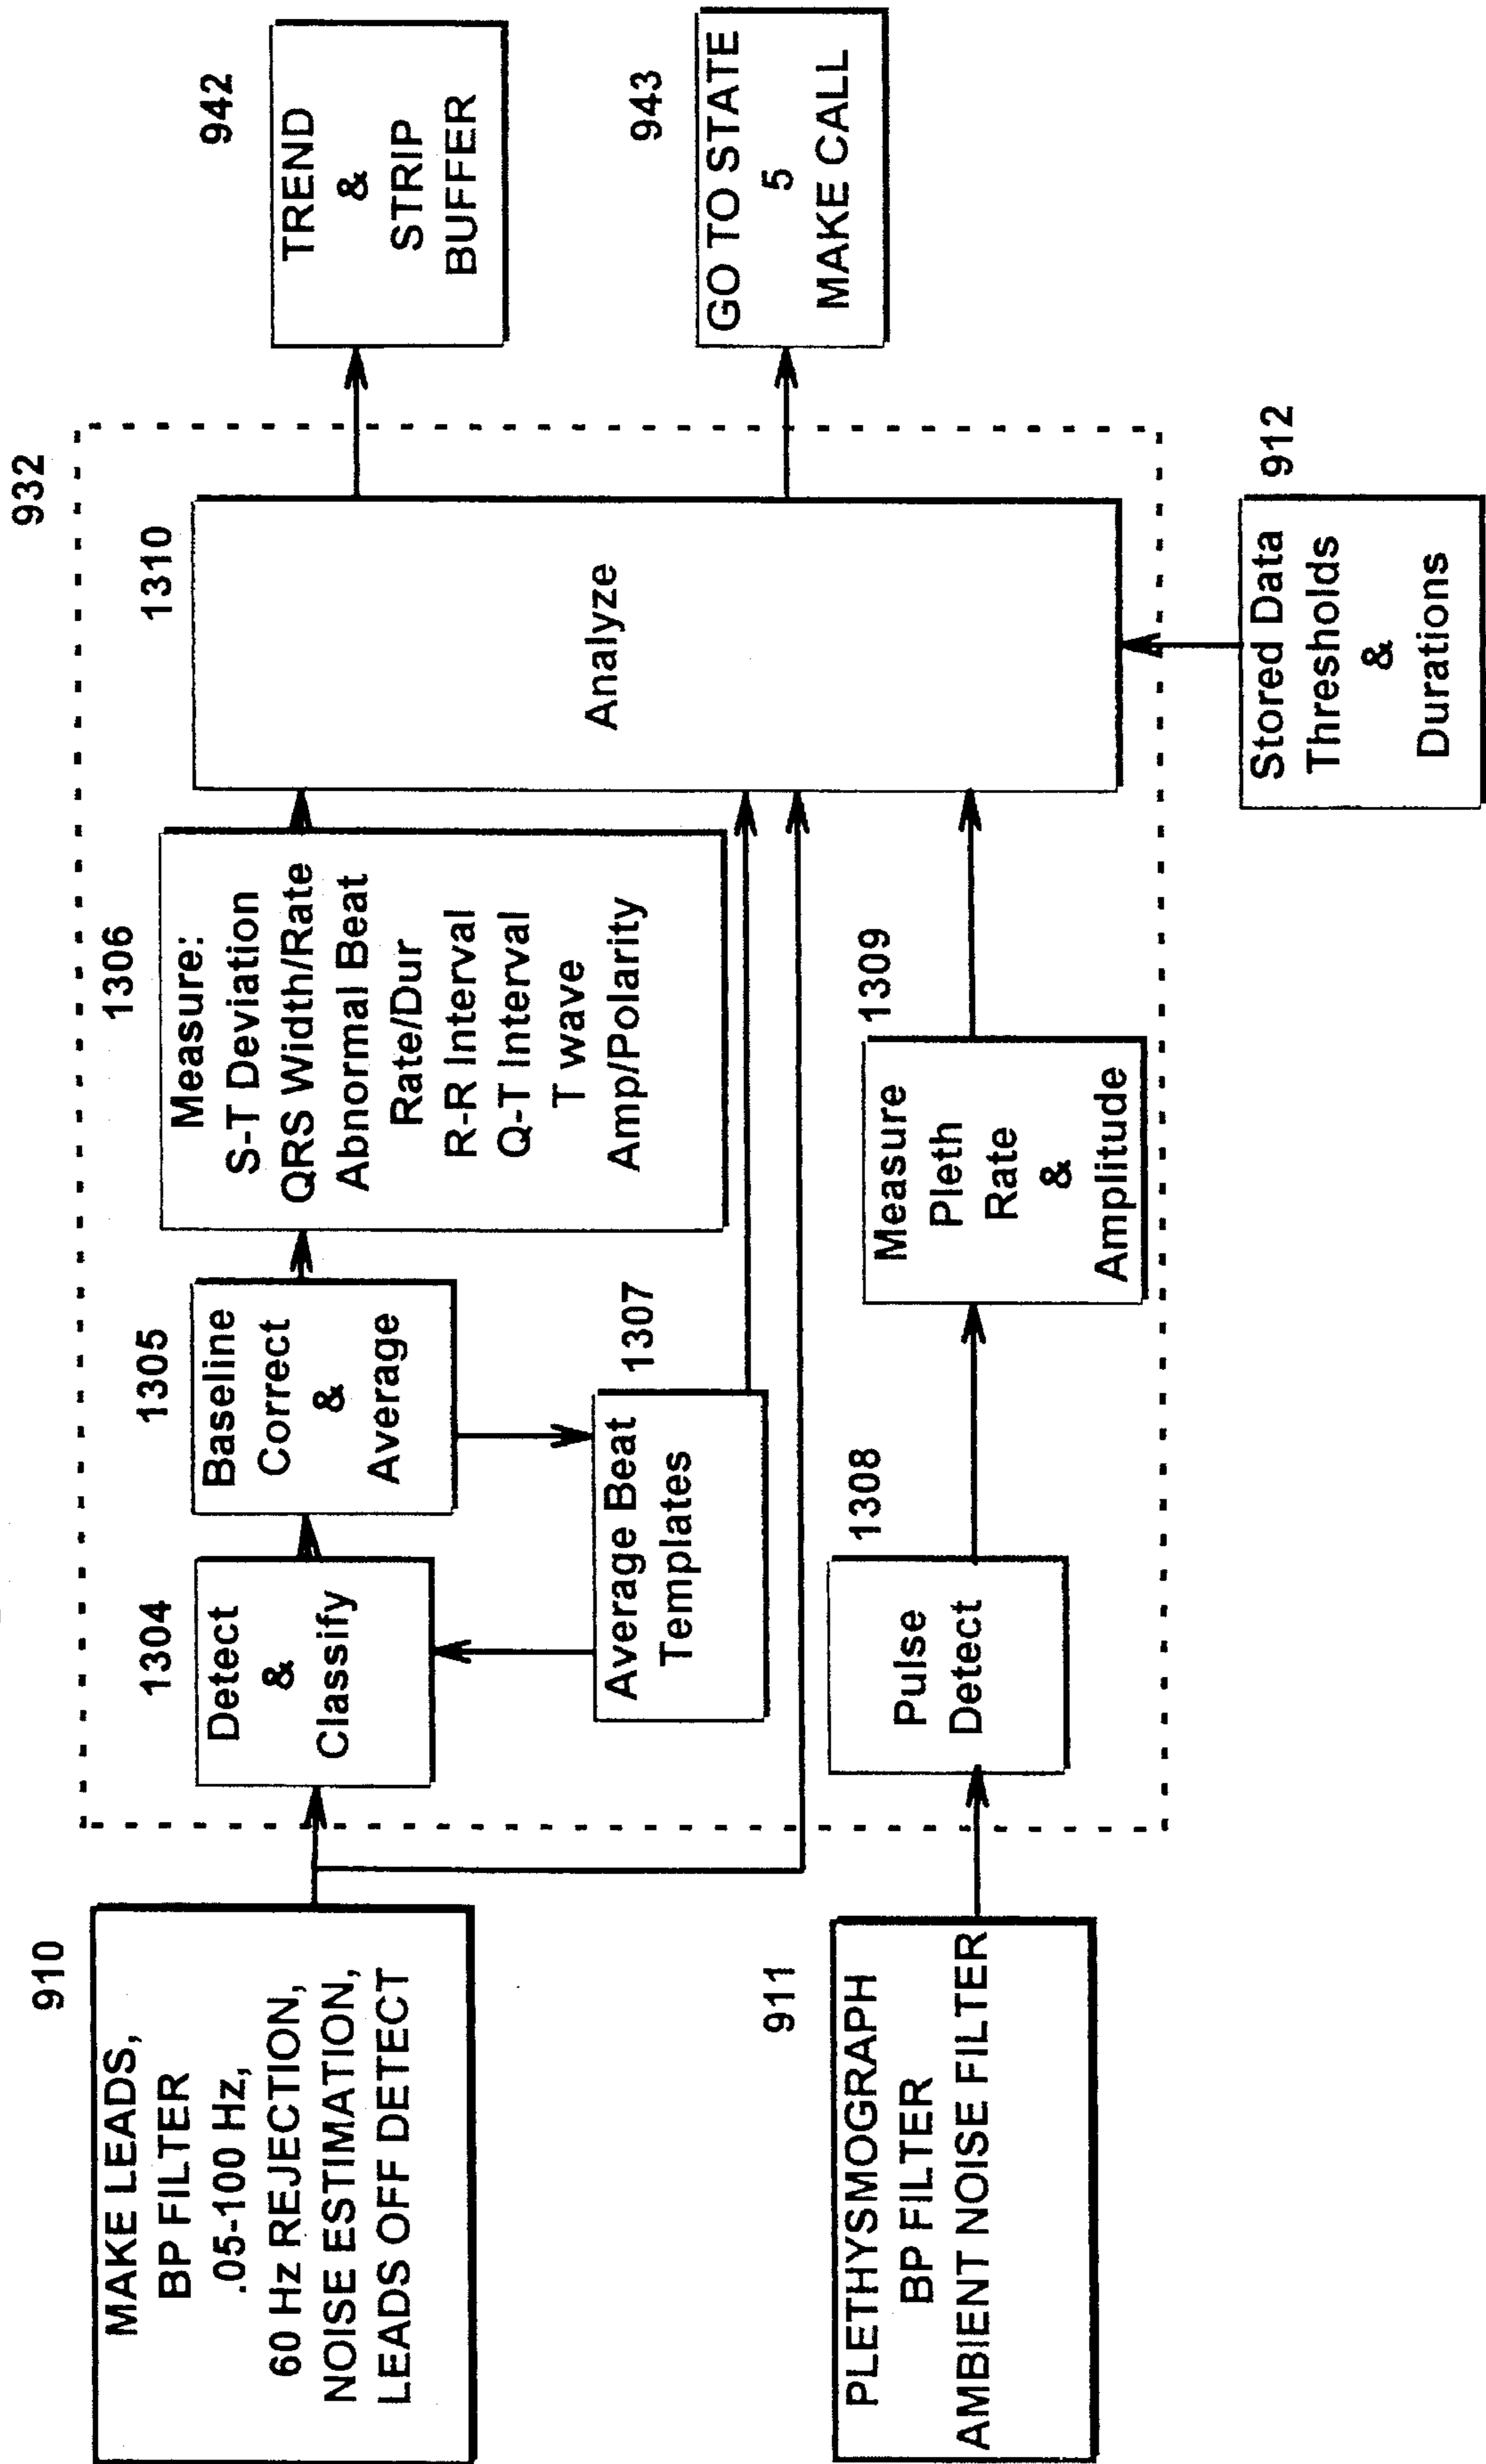 910
MAKE LEADS,
BP FILTER
.05-100 Hz,
60 Hz REJECTION,
NOISE ESTIMATION,
LEADS OFF DETECT
911
PLETHYSMOGRAPH
BP FILTER
AMBIENT NOISE FILTER
932
1304
Detect
&
Classify
1305
Baseline
Correct
&
Average
1306
Measure:
S-T Deviation
QRS Width/Rate
Abnormal Beat
Rate/Dur
R-R Interval
Q-T Interval
T wave
Amp/Polarity
1307
Average Beat
Templates
1308
Pulse
Detect
1309
Measure
Pleth
Rate
&
Amplitude
1310
Analyze
912
Stored Data
Thresholds
&
Durations
942
TREND
&
STRIP
BUFFER
943
GO TO STATE
5
MAKE CALL